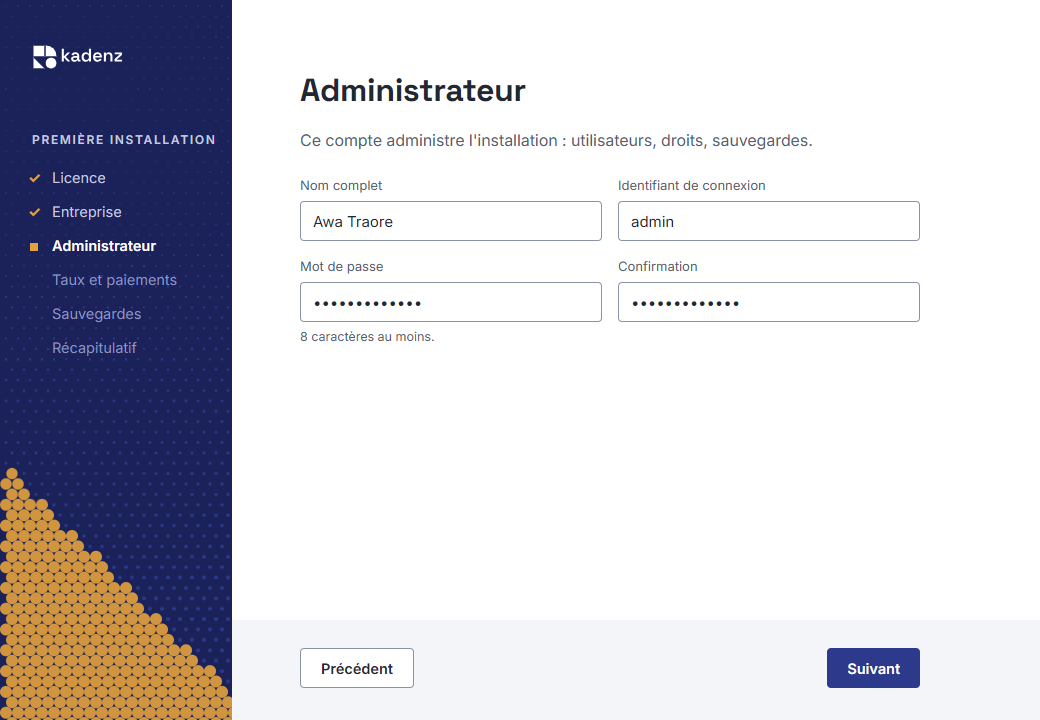 kadenz
PREMIÈRE INSTALLATION
Licence
Entreprise
Administrateur
Taux et paiements
Sauvegardes
Récapitulatif
Administrateur
Ce compte administre l'installation : utilisateurs, droits, sauvegardes.
Nom complet
Identifiant de connexion
Awa Traore
admin
Mot de passe
Confirmation
•••••••••••••
•••••••••••••
8 caractères au moins.
Précédent
Suivant